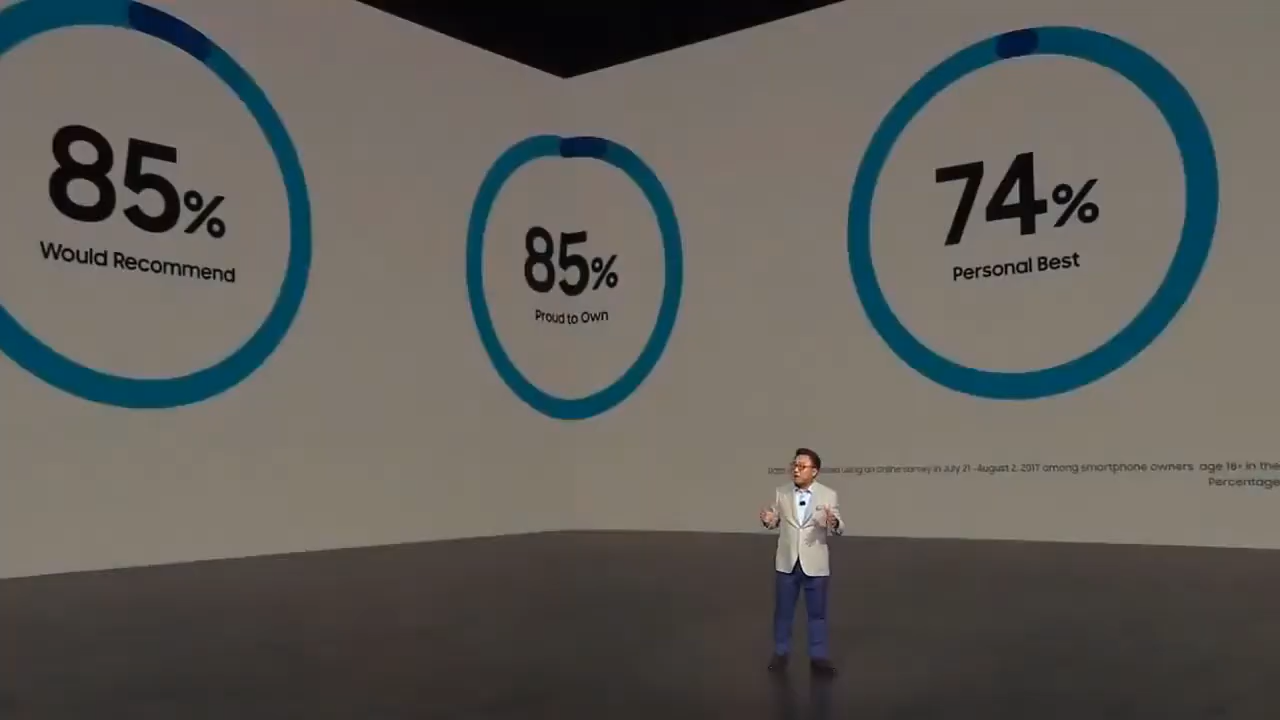 85%
Would Recommend
85%
Proud to Own
74%
Personal Best
using an online survey in July 21 - August 2, 2017 among smartphone owners age 16+ in the
Percentage